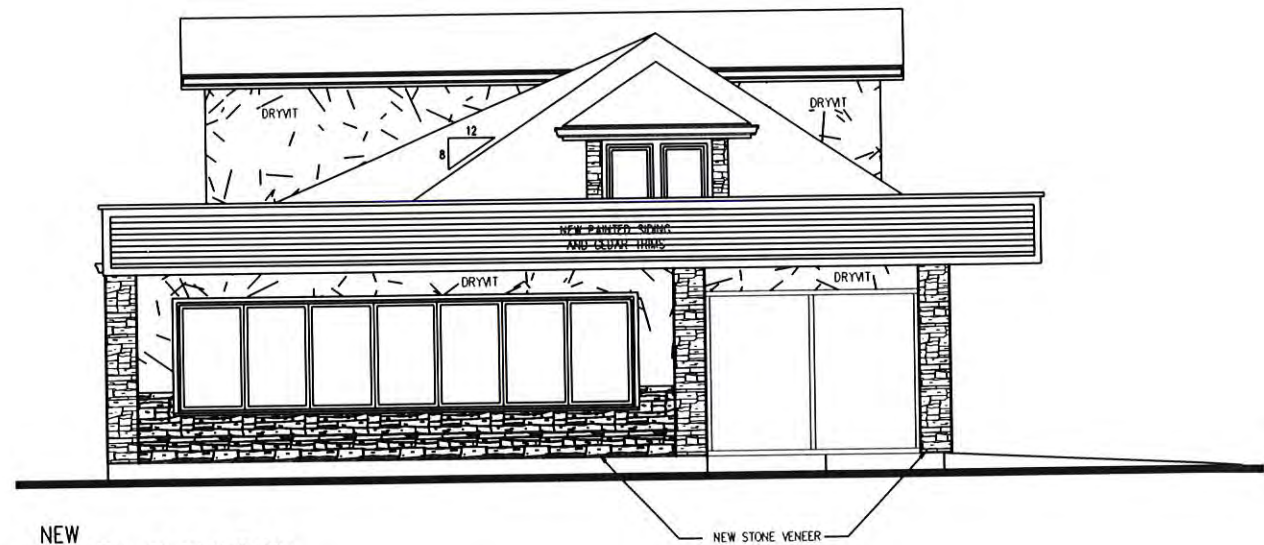 DRYVIT
DRYVIT
12
8
NEW PAINTED SIDING
AND CEDAR TRIMS
DRYVIT
DRYVIT
NEW
NEW STONE VENEER